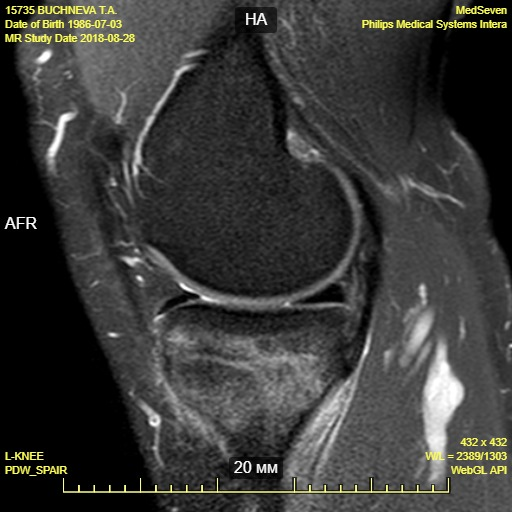 15735 BUCHNEVA T.A.
Date of Birth 1986-07-03
MR Study Date 2018-08-28
HA
MedSeven
Philips Medical Systems Intera
AFR
L-KNEE
PDW_SPAIR
20 мм
432 x 432
W/L = 2389/1303
WebGL API